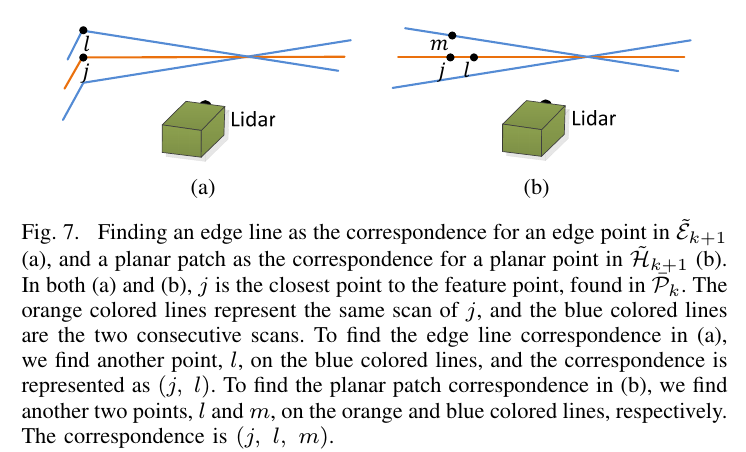 l
j
Lidar
(a)
m
j
l
Lidar
(b)
Fig. 7. Finding an edge line as the correspondence for an edge point in $\tilde{\mathcal{E}}_{k+1}$
(a), and a planar patch as the correspondence for a planar point in $\tilde{\mathcal{H}}_{k+1}$ (b).
In both (a) and (b), j is the closest point to the feature point, found in $\bar{\mathcal{P}}_k$. The
orange colored lines represent the same scan of j, and the blue colored lines
are the two consecutive scans. To find the edge line correspondence in (a),
we find another point, l, on the blue colored lines, and the correspondence is
represented as (j, l). To find the planar patch correspondence in (b), we find
another two points, l and m, on the orange and blue colored lines, respectively.
The correspondence is (j, l, m).